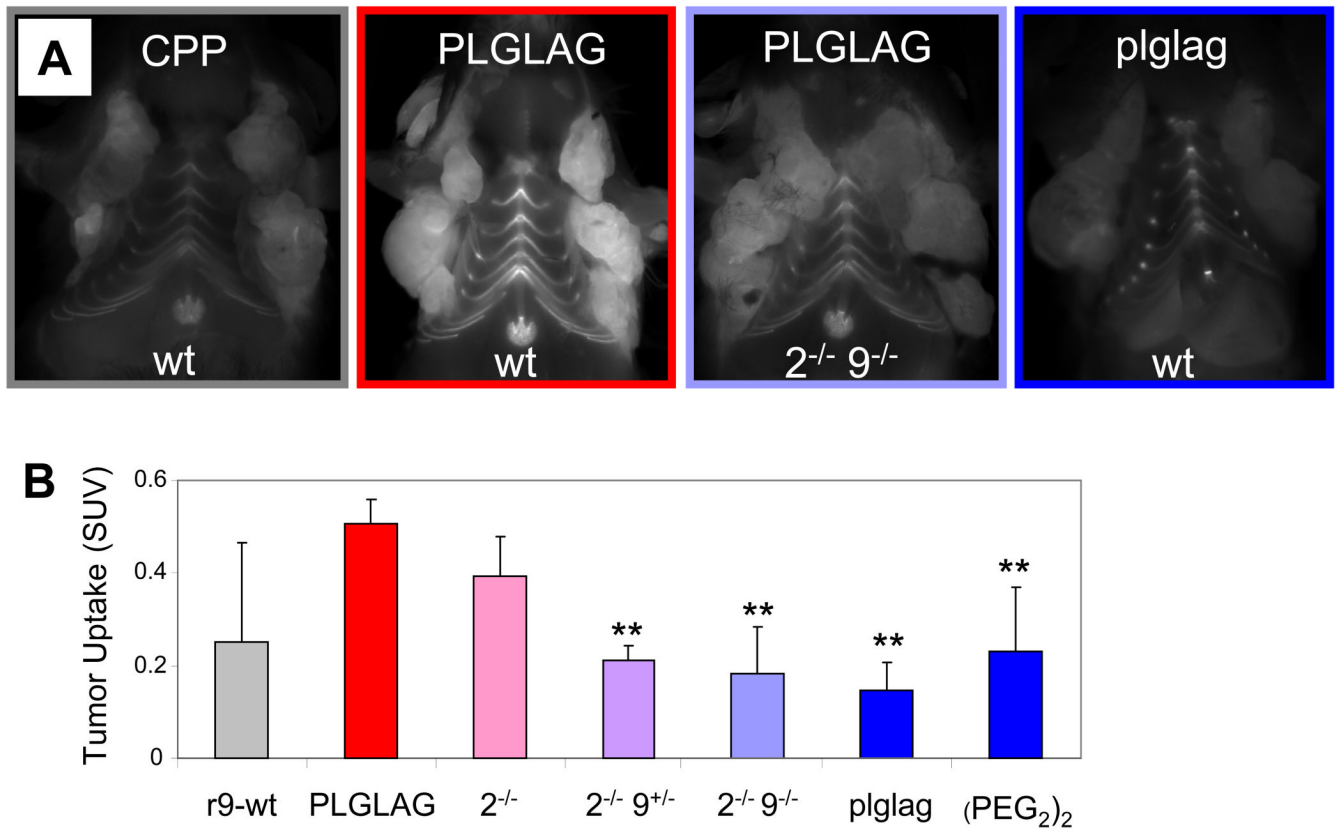 A
CPP
PLGLAG
PLGLAG
plglag
wt
wt
2-/- 9-/-
wt
B
Tumor Uptake (SUV)
0.6
0.4
0.2
0
**
**
**
**
r9-wt
PLGLAG
2-/-
2-/- 9+/-
2-/- 9-/-
plglag
(PEG2)2